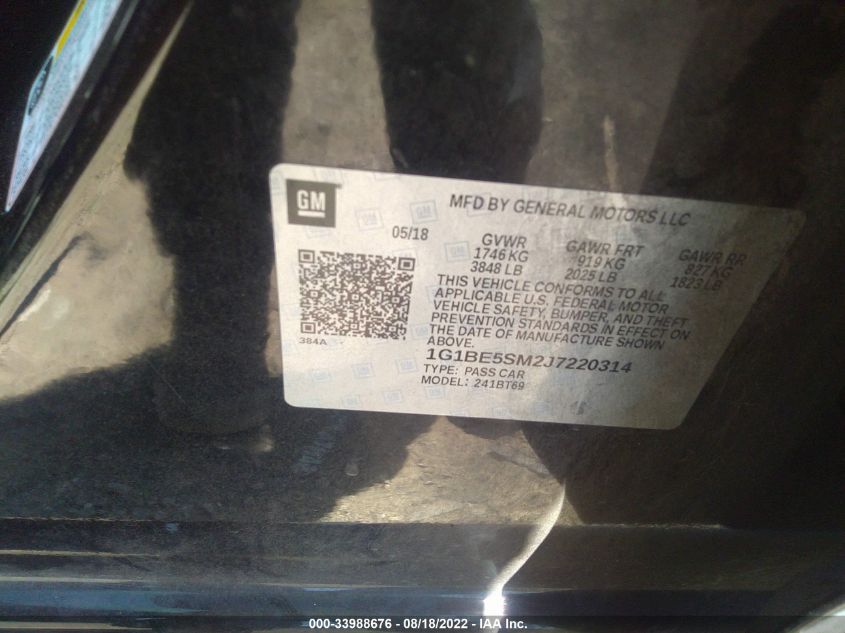 GM
MFD BY GENERAL MOTORS LLC
05/18
GVWR GAWR FRT GAWR RR
1746 KG 919 KG 827 KG
3848 LB 2025 LB 1823 LB
THIS VEHICLE CONFORMS TO ALL
APPLICABLE U.S. FEDERAL MOTOR
VEHICLE SAFETY, BUMPER, AND THEFT
PREVENTION STANDARDS IN EFFECT ON
THE DATE OF MANUFACTURE SHOWN
ABOVE.
384A
1G1BE5SM2J7220314
TYPE: PASS CAR
MODEL: 241BT69
000-33988676 - 08/18/2022 - IAA Inc.